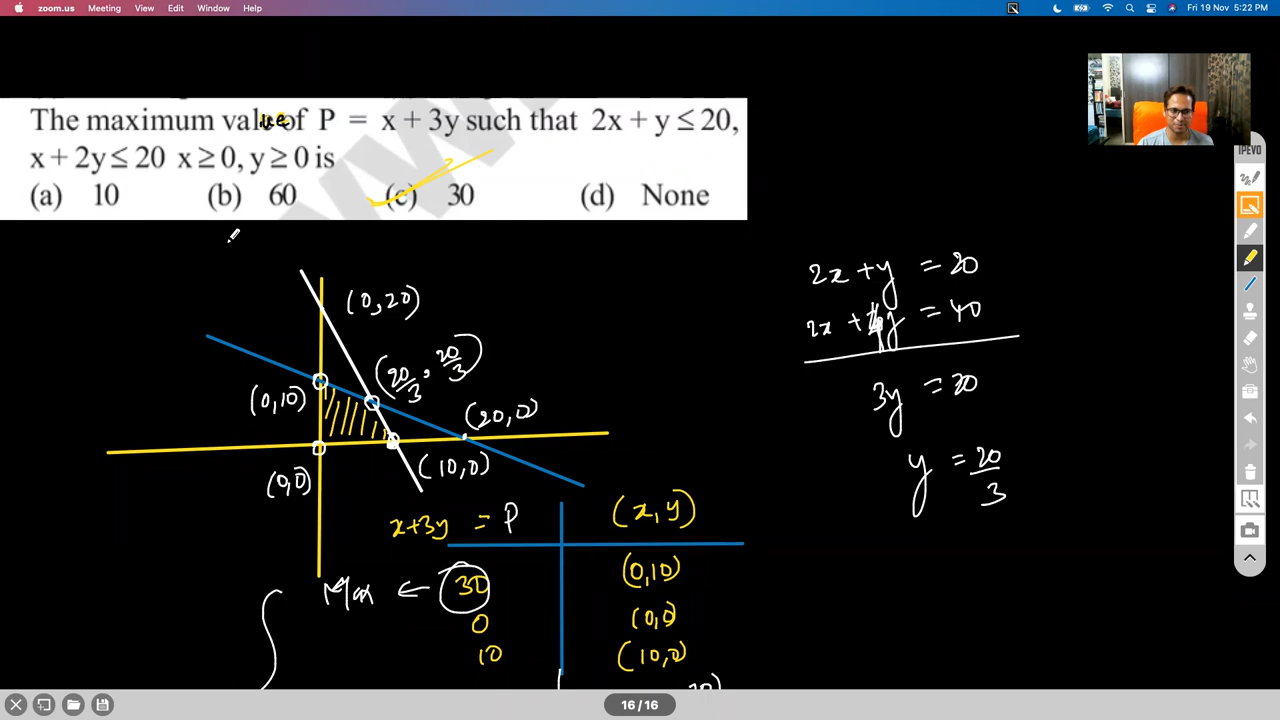 zoom.us Meeting View Edit Window Help Fri 19 Nov 5:22 PM
The maximum value of P = x + 3y such that 2x + y ≤ 20,
x + 2y ≤ 20 x ≥ 0, y ≥ 0 is
(a) 10 (b) 60 (c) 30 (d) None
IPEVO
(0,20)
(20/3, 20/3)
(0,10)
(20,0)
(0,0)
(10,0)
2x + y = 20
2x + 4y = 40
3y = 20
y = 20/3
x+3y = P (x,y)
Max ← 30 (0,10)
0 (0,0)
10 (10,0)
16 / 16